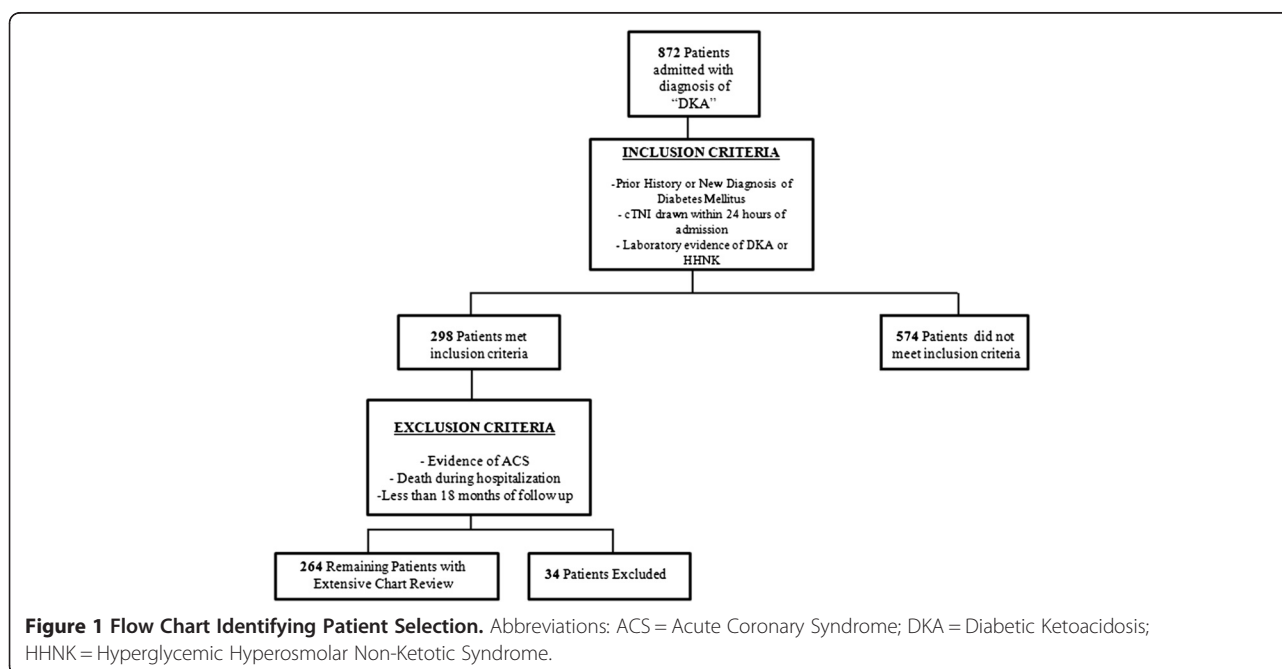 872 Patients
admitted with
diagnosis of
“DKA”
INCLUSION CRITERIA
-Prior History or New Diagnosis of
Diabetes Mellitus
- cTNI drawn within 24 hours of
admission
- Laboratory evidence of DKA or
HHNK
298 Patients met
inclusion criteria
574 Patients did not
meet inclusion criteria
EXCLUSION CRITERIA
- Evidence of ACS
- Death during hospitalization
-Less than 18 months of follow up
264 Remaining Patients with
Extensive Chart Review
34 Patients Excluded
Figure 1 Flow Chart Identifying Patient Selection. Abbreviations: ACS = Acute Coronary Syndrome; DKA = Diabetic Ketoacidosis;
HHNK = Hyperglycemic Hyperosmolar Non-Ketotic Syndrome.